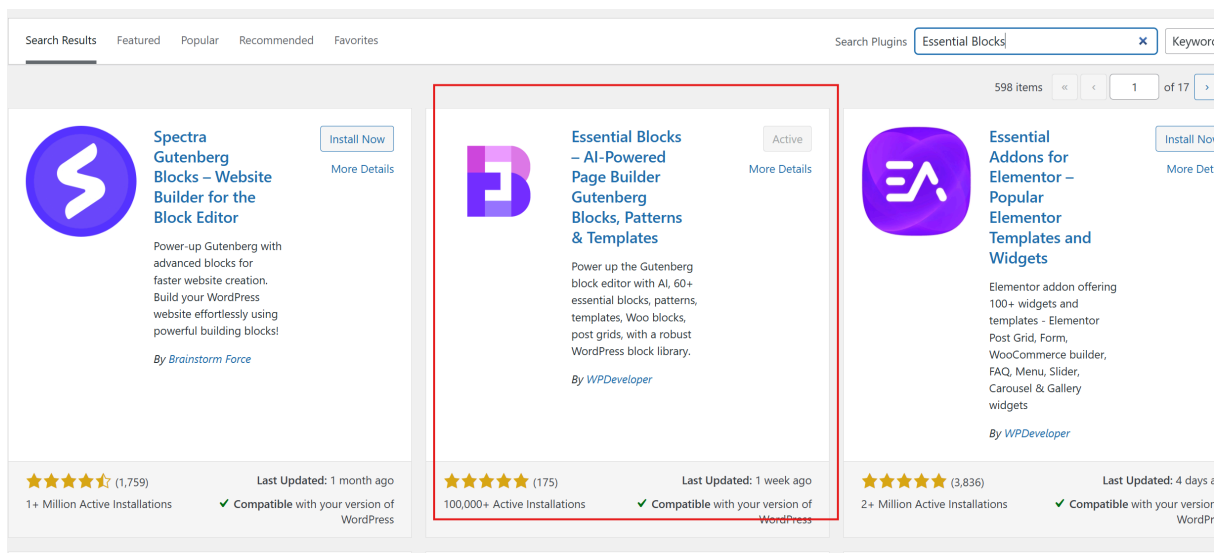 Search Results Featured Popular Recommended Favorites Search Plugins Essential Blocks Keyword
598 items « ‹ 1 of 17 ›
Spectra
Gutenberg
Blocks – Website
Builder for the
Block Editor
Install Now
More Details
Power-up Gutenberg with
advanced blocks for
faster website creation.
Build your WordPress
website effortlessly using
powerful building blocks!
By Brainstorm Force
(1,759)
Last Updated: 1 month ago
1+ Million Active Installations
Compatible with your version of
WordPress
Essential Blocks
– AI-Powered
Page Builder
Gutenberg
Blocks, Patterns
& Templates
Active
More Details
Power up the Gutenberg
block editor with AI, 60+
essential blocks, patterns,
templates, Woo blocks,
post grids, with a robust
WordPress block library.
By WPDeveloper
(175)
Last Updated: 1 week ago
100,000+ Active Installations
Compatible with your version of
WordPress
Essential
Addons for
Elementor –
Popular
Elementor
Templates and
Widgets
Install Now
More Det
Elementor addon offering
100+ widgets and
templates - Elementor
Post Grid, Form,
WooCommerce builder,
FAQ, Menu, Slider,
Carousel & Gallery
widgets
By WPDeveloper
(3,836)
Last Updated: 4 days a
2+ Million Active Installations
Compatible with your version
WordPr